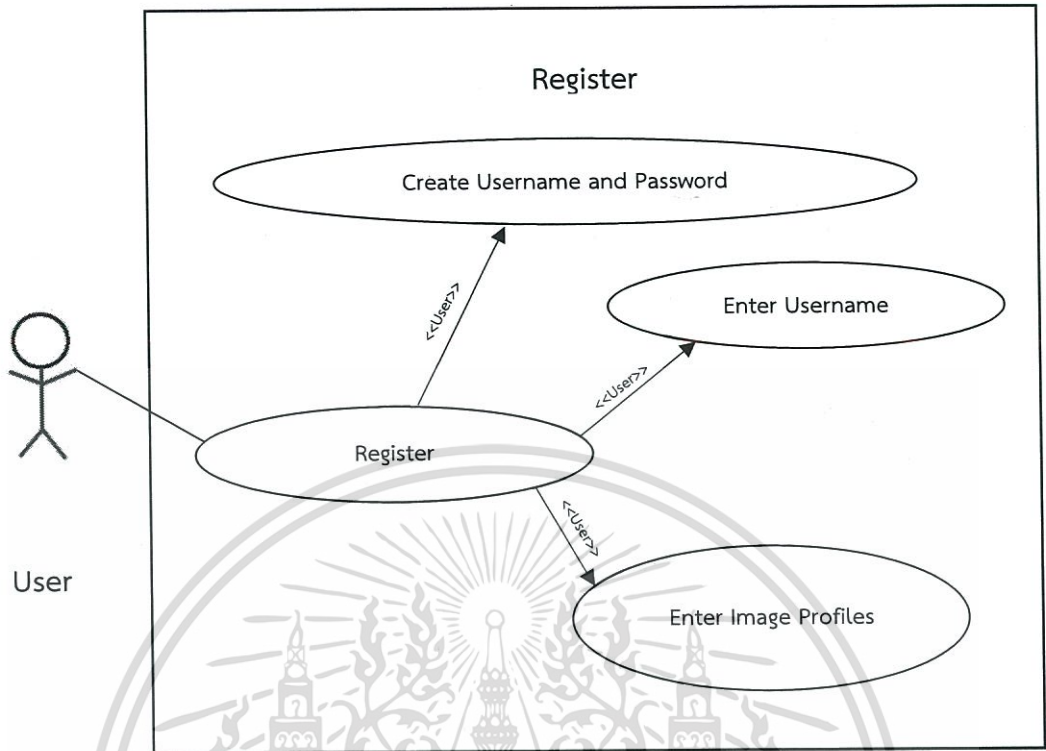 Register
Create Username and Password
<<User>>
Enter Username
<<User>>
Register
<<User>>
User
Enter Image Profiles